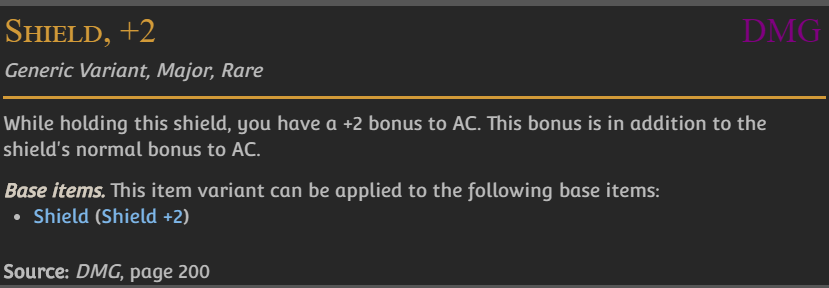 Shield, +2 DMG
Generic Variant, Major, Rare
While holding this shield, you have a +2 bonus to AC. This bonus is in addition to the
shield's normal bonus to AC.
Base items. This item variant can be applied to the following base items:
• Shield (Shield +2)
Source: DMG, page 200